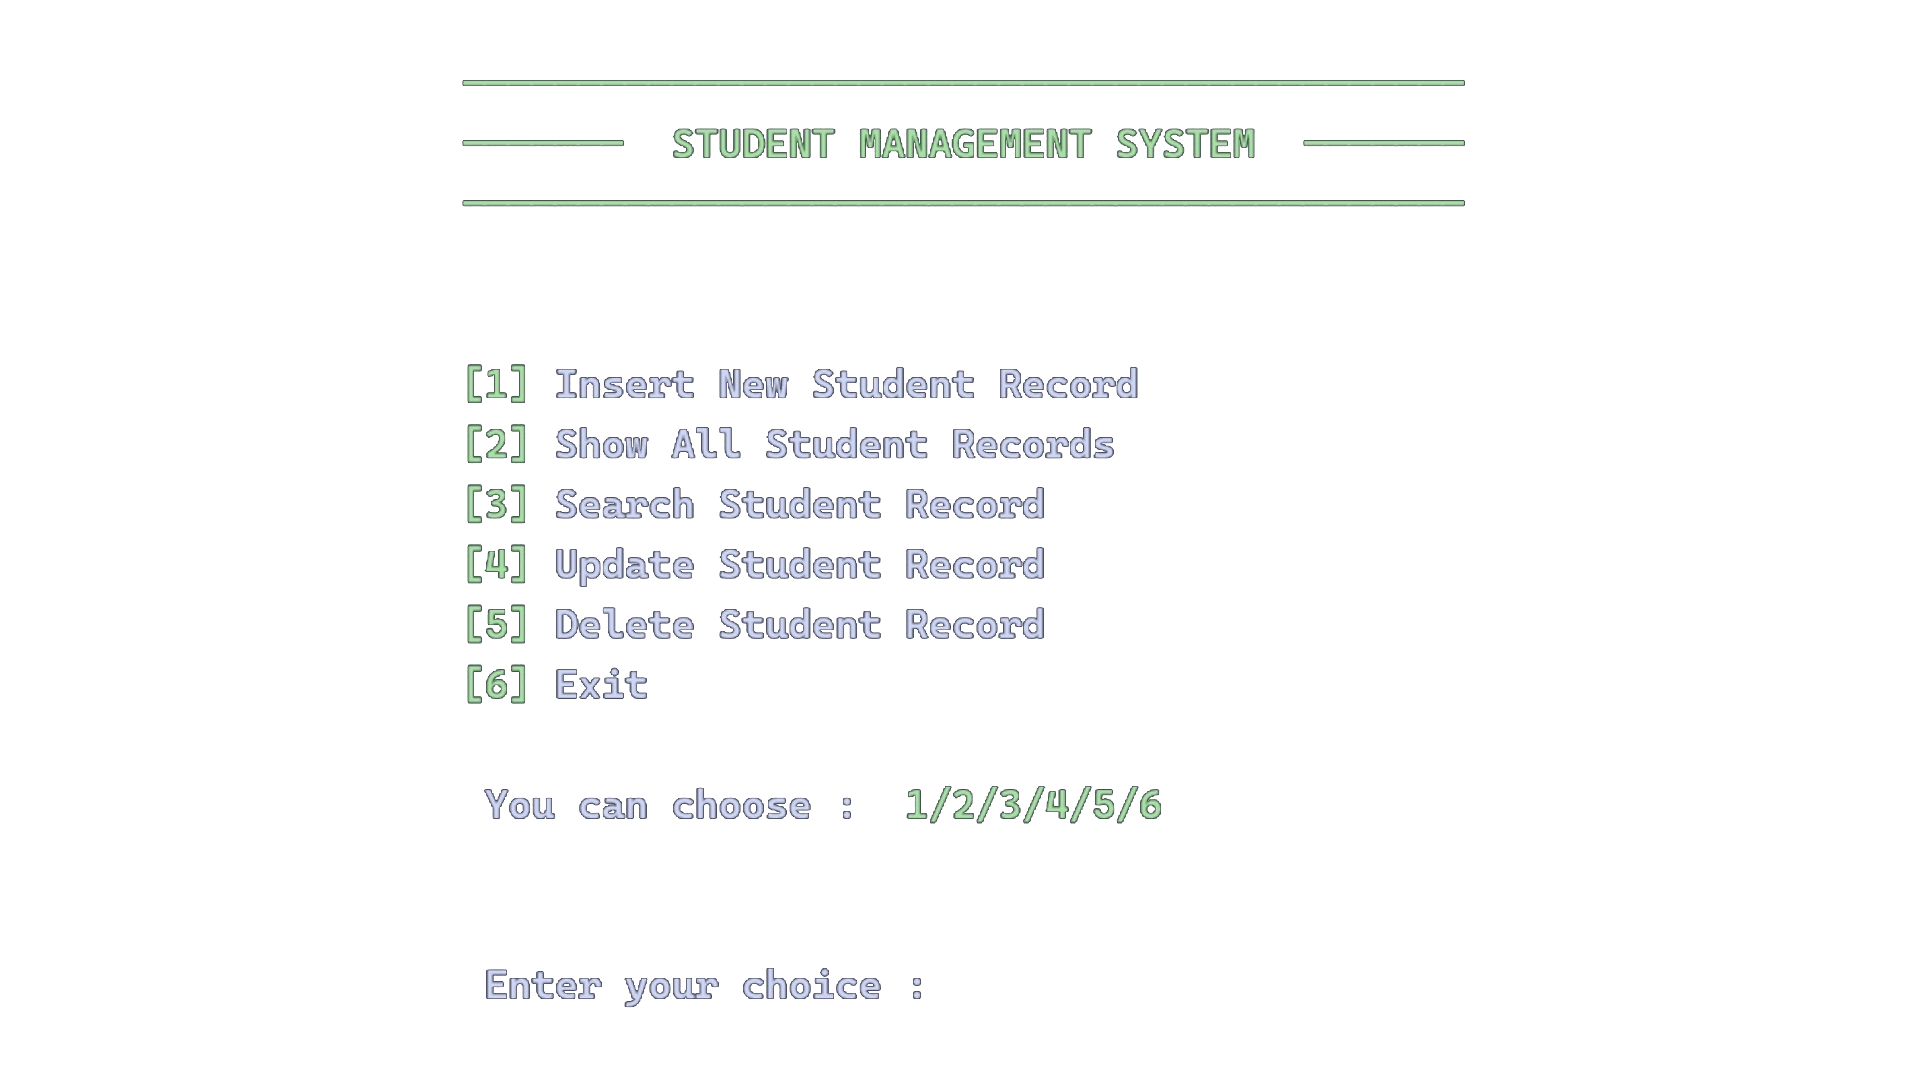 STUDENT MANAGEMENT SYSTEM
[1] Insert New Student Record
[2] Show All Student Records
[3] Search Student Record
[4] Update Student Record
[5] Delete Student Record
[6] Exit
You can choose : 1/2/3/4/5/6
Enter your choice :